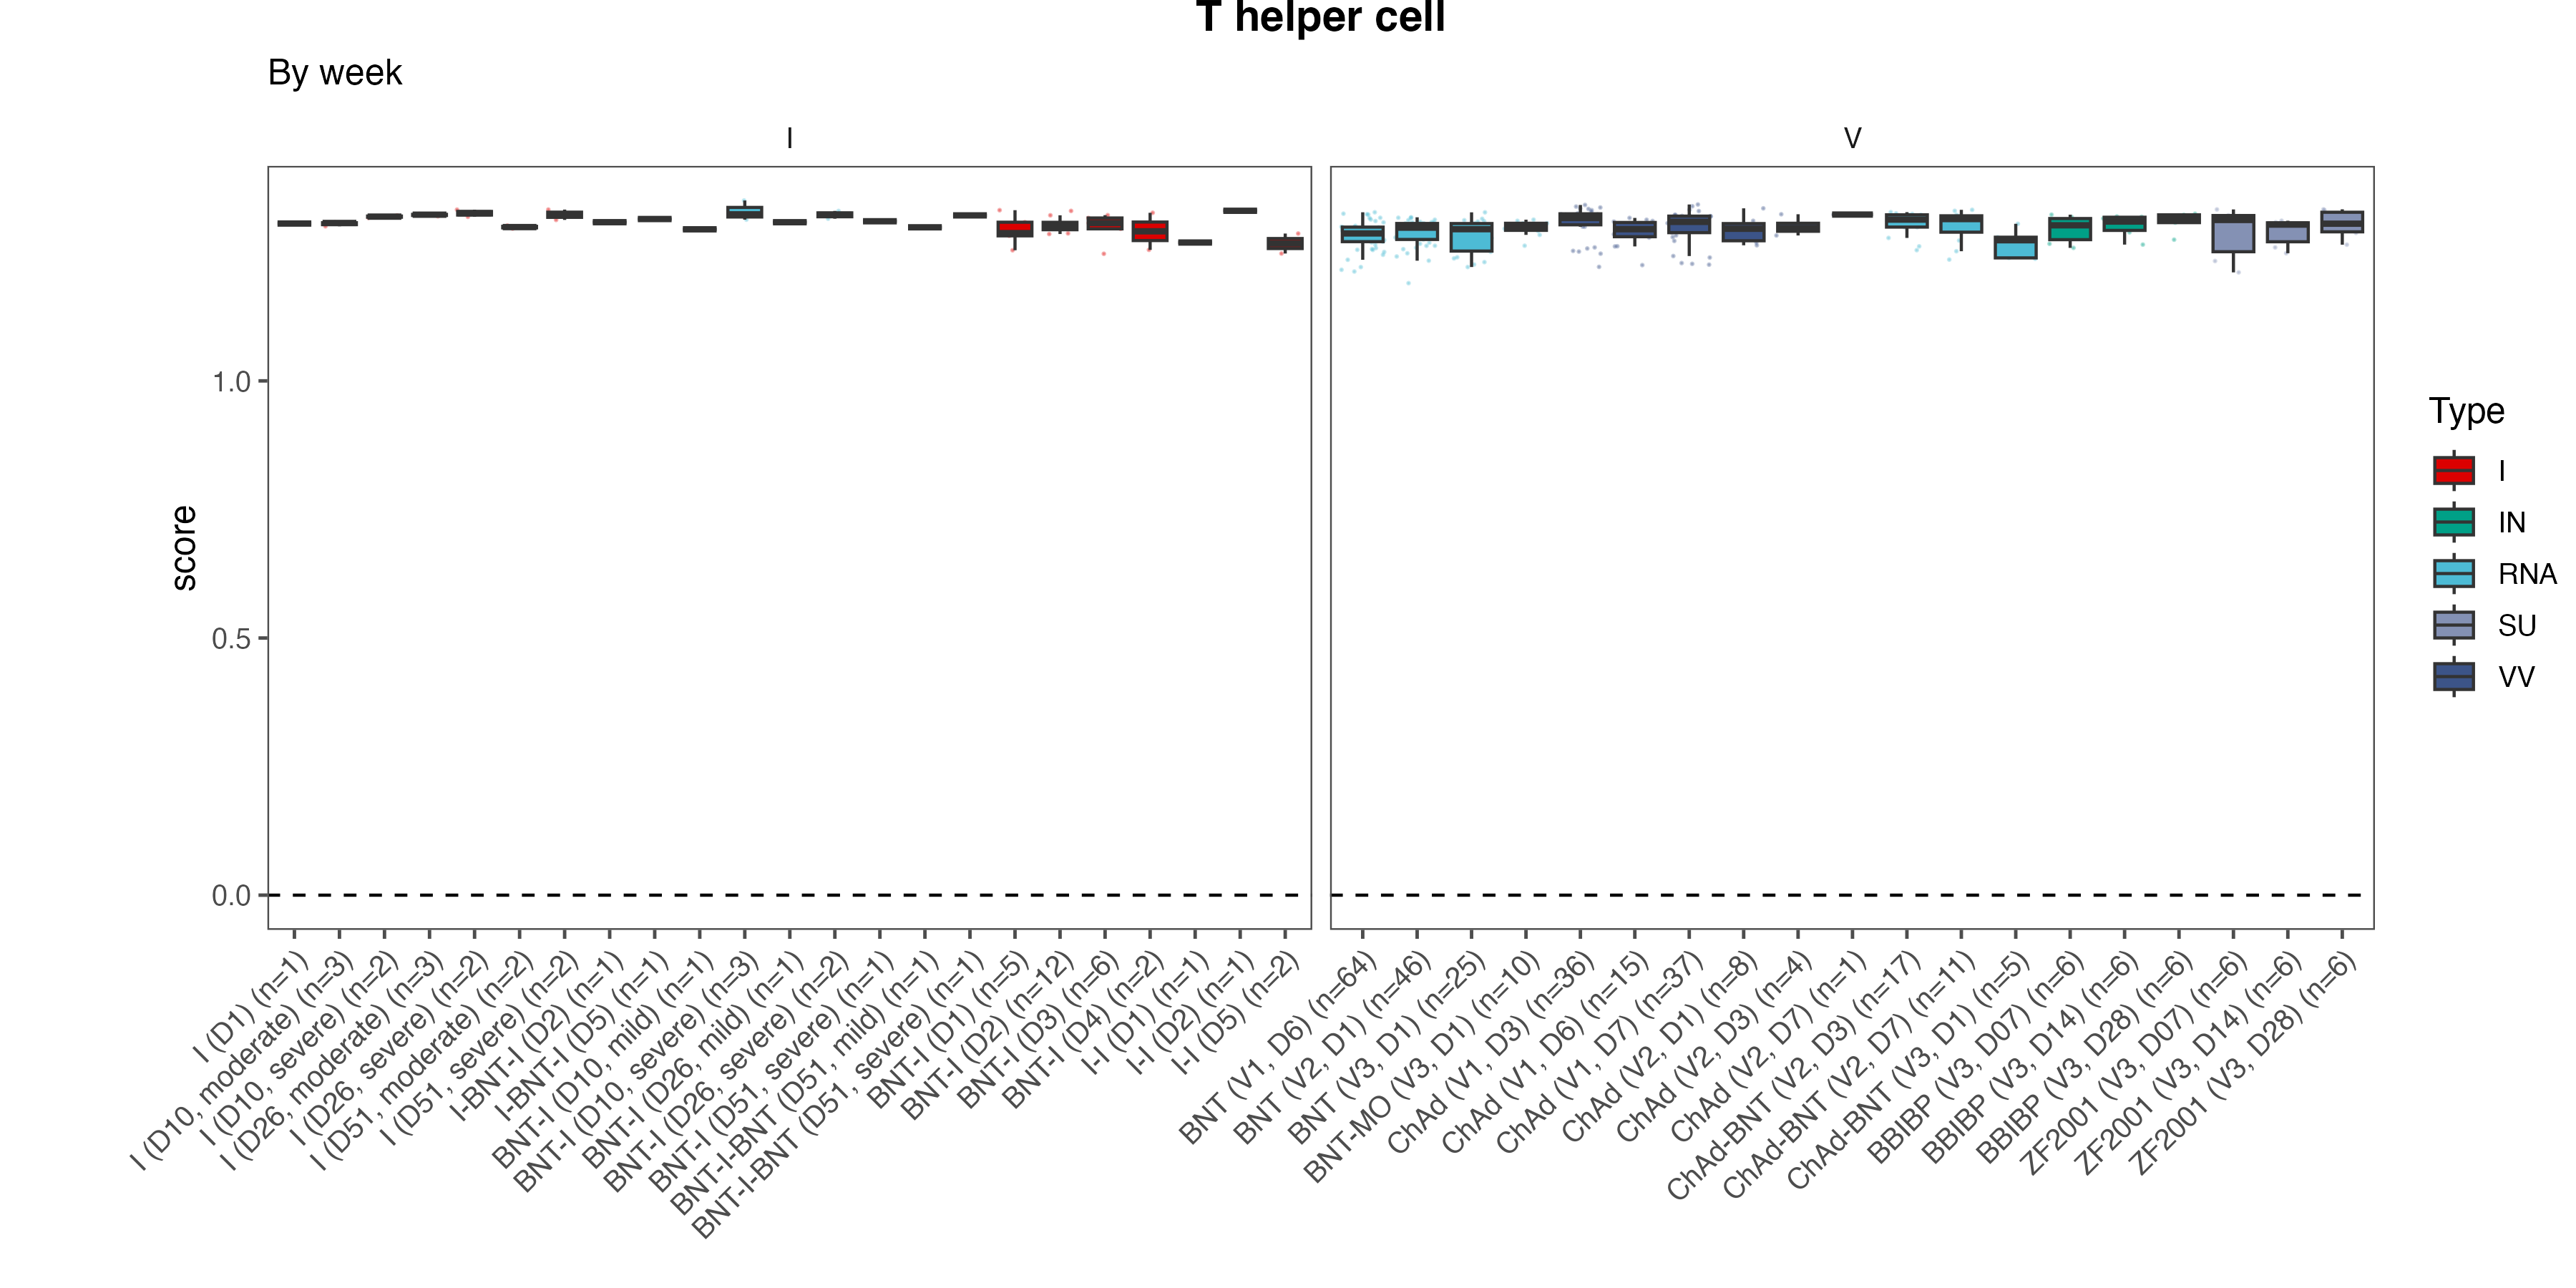 T helper cell
By week
I
V
score
1.0
0.5
0.0
I (D1) (n=1)
I (D10, moderate) (n=3)
I (D10, severe) (n=2)
I (D26, moderate) (n=3)
I (D26, severe) (n=2)
I (D51, moderate) (n=2)
I (D51, severe) (n=2)
I-BNT-I (D2) (n=1)
I-BNT-I (D5) (n=1)
BNT-I (D10, mild) (n=1)
BNT-I (D10, severe) (n=3)
BNT-I (D26, mild) (n=1)
BNT-I (D26, severe) (n=2)
BNT-I (D51, severe) (n=1)
BNT-I-BNT (D51, mild) (n=1)
BNT-I-BNT (D51, severe) (n=1)
BNT-I (D1) (n=5)
BNT-I (D2) (n=12)
BNT-I (D3) (n=6)
BNT-I (D4) (n=2)
I-I (D1) (n=1)
I-I (D2) (n=1)
I-I (D5) (n=2)
BNT (V1, D6) (n=64)
BNT (V2, D1) (n=46)
BNT (V3, D1) (n=25)
BNT-MO (V3, D1) (n=10)
ChAd (V1, D3) (n=36)
ChAd (V1, D6) (n=15)
ChAd (V1, D7) (n=37)
ChAd (V2, D1) (n=8)
ChAd (V2, D3) (n=4)
ChAd (V2, D7) (n=1)
ChAd-BNT (V2, D3) (n=17)
ChAd-BNT (V2, D7) (n=11)
ChAd-BNT (V3, D1) (n=5)
BBIBP (V3, D07) (n=6)
BBIBP (V3, D14) (n=6)
BBIBP (V3, D28) (n=6)
ZF2001 (V3, D07) (n=6)
ZF2001 (V3, D14) (n=6)
ZF2001 (V3, D28) (n=6)
Type
I
IN
RNA
SU
VV